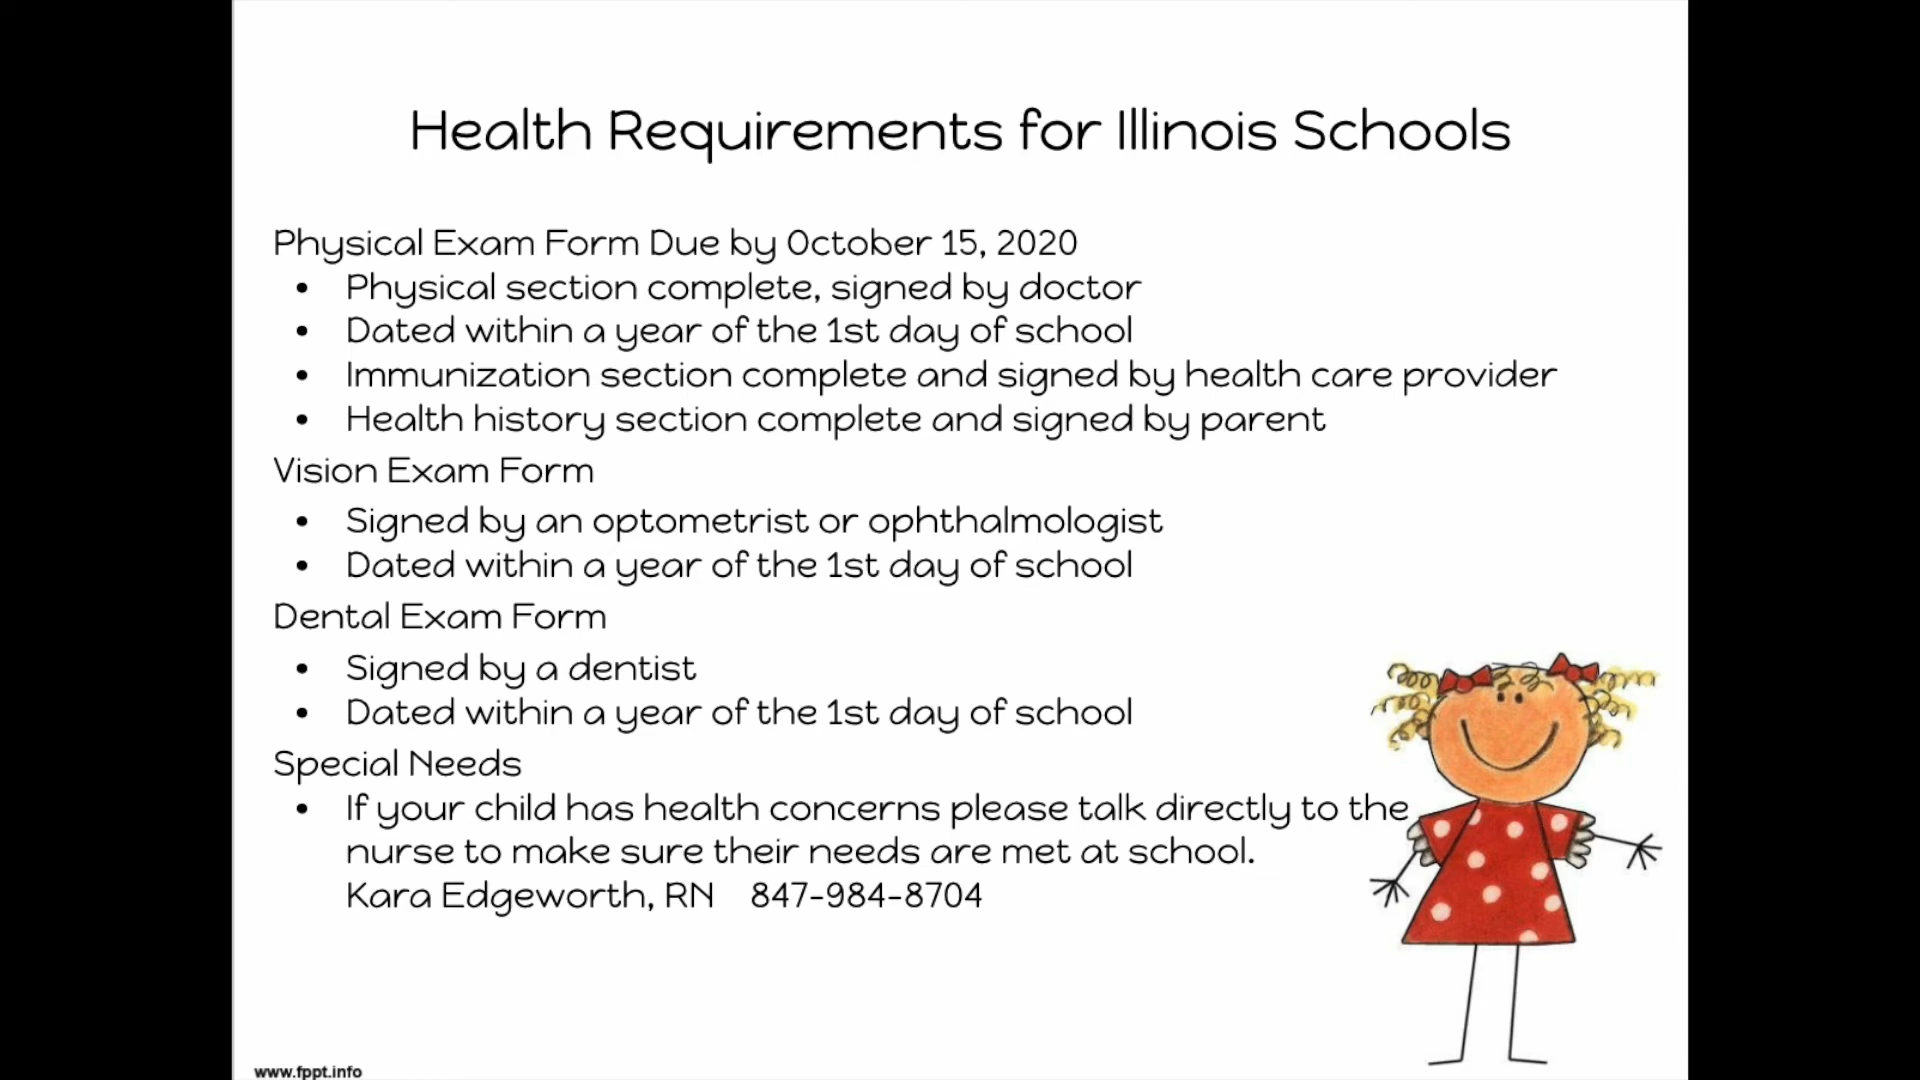 Health Requirements for Illinois Schools
Physical Exam Form Due by October 15, 2020
• Physical section complete, signed by doctor
• Dated within a year of the 1st day of school
• Immunization section complete and signed by health care provider
• Health history section complete and signed by parent
Vision Exam Form
• Signed by an optometrist or ophthalmologist
• Dated within a year of the 1st day of school
Dental Exam Form
• Signed by a dentist
• Dated within a year of the 1st day of school
Special Needs
• If your child has health concerns please talk directly to the
nurse to make sure their needs are met at school.
Kara Edgeworth, RN 847-984-8704
www.fppt.info